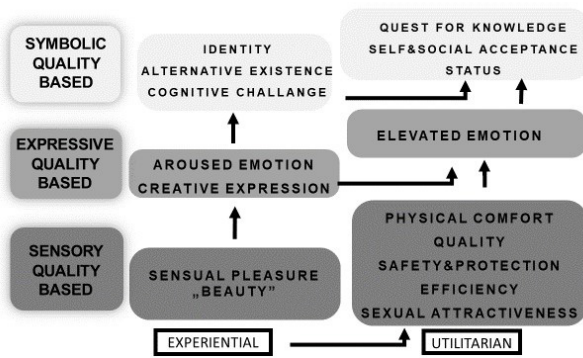 SYMBOLIC
QUALITY
BASED
IDENTITY
ALTERNATIVE EXISTENCE
COGNITIVE CHALLANGE
QUEST FOR KNOWLEDGE
SELF&SOCIAL ACCEPTANCE
STATUS
EXPRESSIVE
QUALITY
BASED
AROUSED EMOTION
CREATIVE EXPRESSION
ELEVATED EMOTION
SENSORY
QUALITY
BASED
SENSUAL PLEASURE
„BEAUTY”
PHYSICAL COMFORT
QUALITY
SAFETY&PROTECTION
EFFICIENCY
SEXUAL ATTRACTIVENESS
EXPERIENTIAL
UTILITARIAN